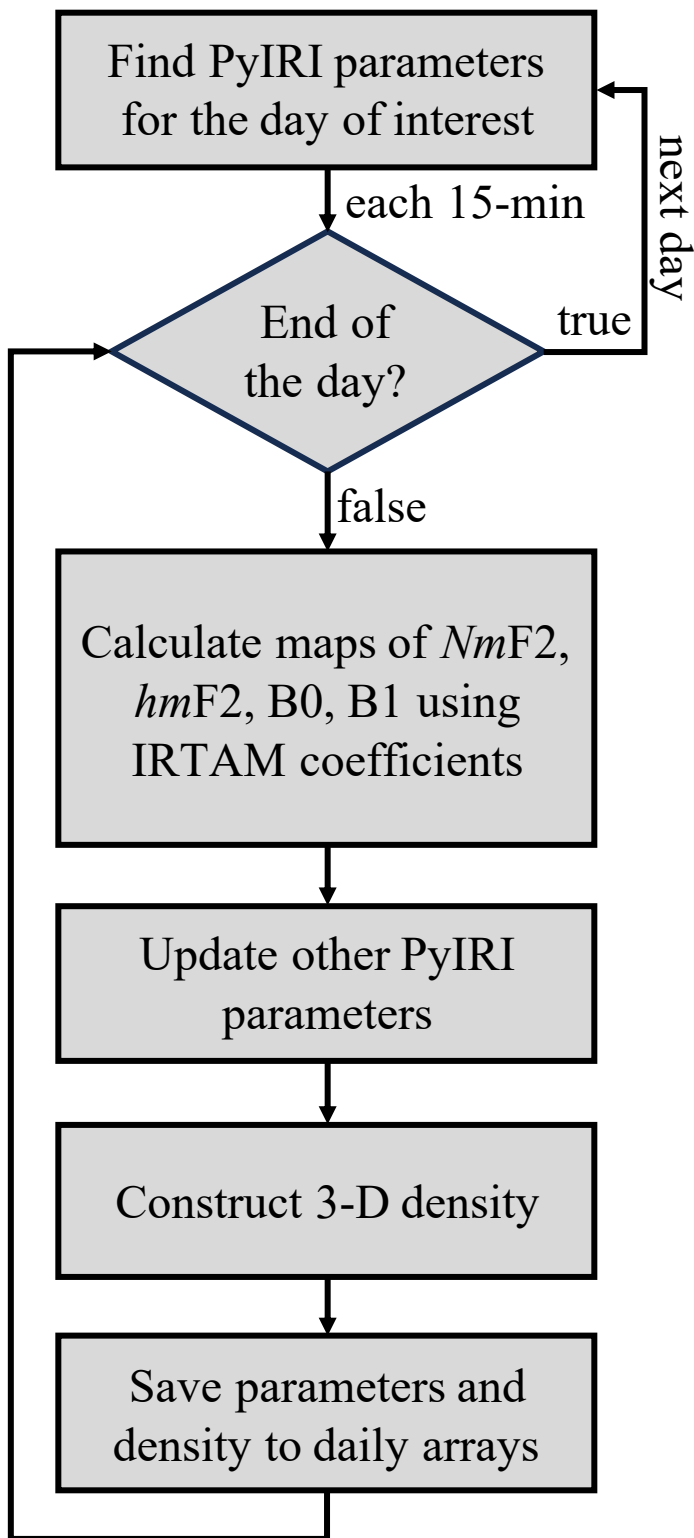 Find PyIRI parameters
for the day of interest
next day
each 15-min
End of
the day?
true
false
Calculate maps of NmF2,
hmF2, B0, B1 using
IRTAM coefficients
Update other PyIRI
parameters
Construct 3-D density
Save parameters and
density to daily arrays